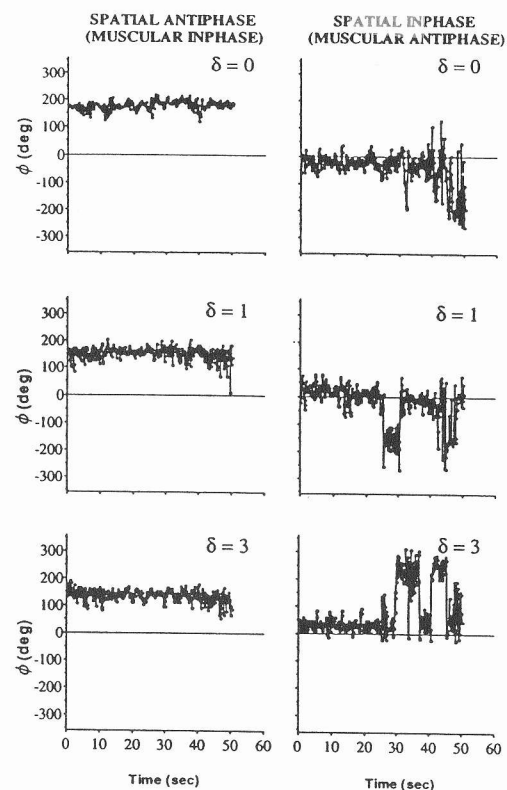 SPATIAL ANTIPHASE
(MUSCULAR INPHASE)
SPATIAL INPHASE
(MUSCULAR ANTIPHASE)
δ = 0
δ = 0
300
200
100
0
-100
-200
-300
ϕ (deg)
δ = 1
δ = 1
300
200
100
0
-100
-200
-300
ϕ (deg)
δ = 3
δ = 3
300
200
100
0
-100
-200
-300
ϕ (deg)
0 10 20 30 40 50 60
0 10 20 30 40 50 60
Time (sec)
Time (sec)